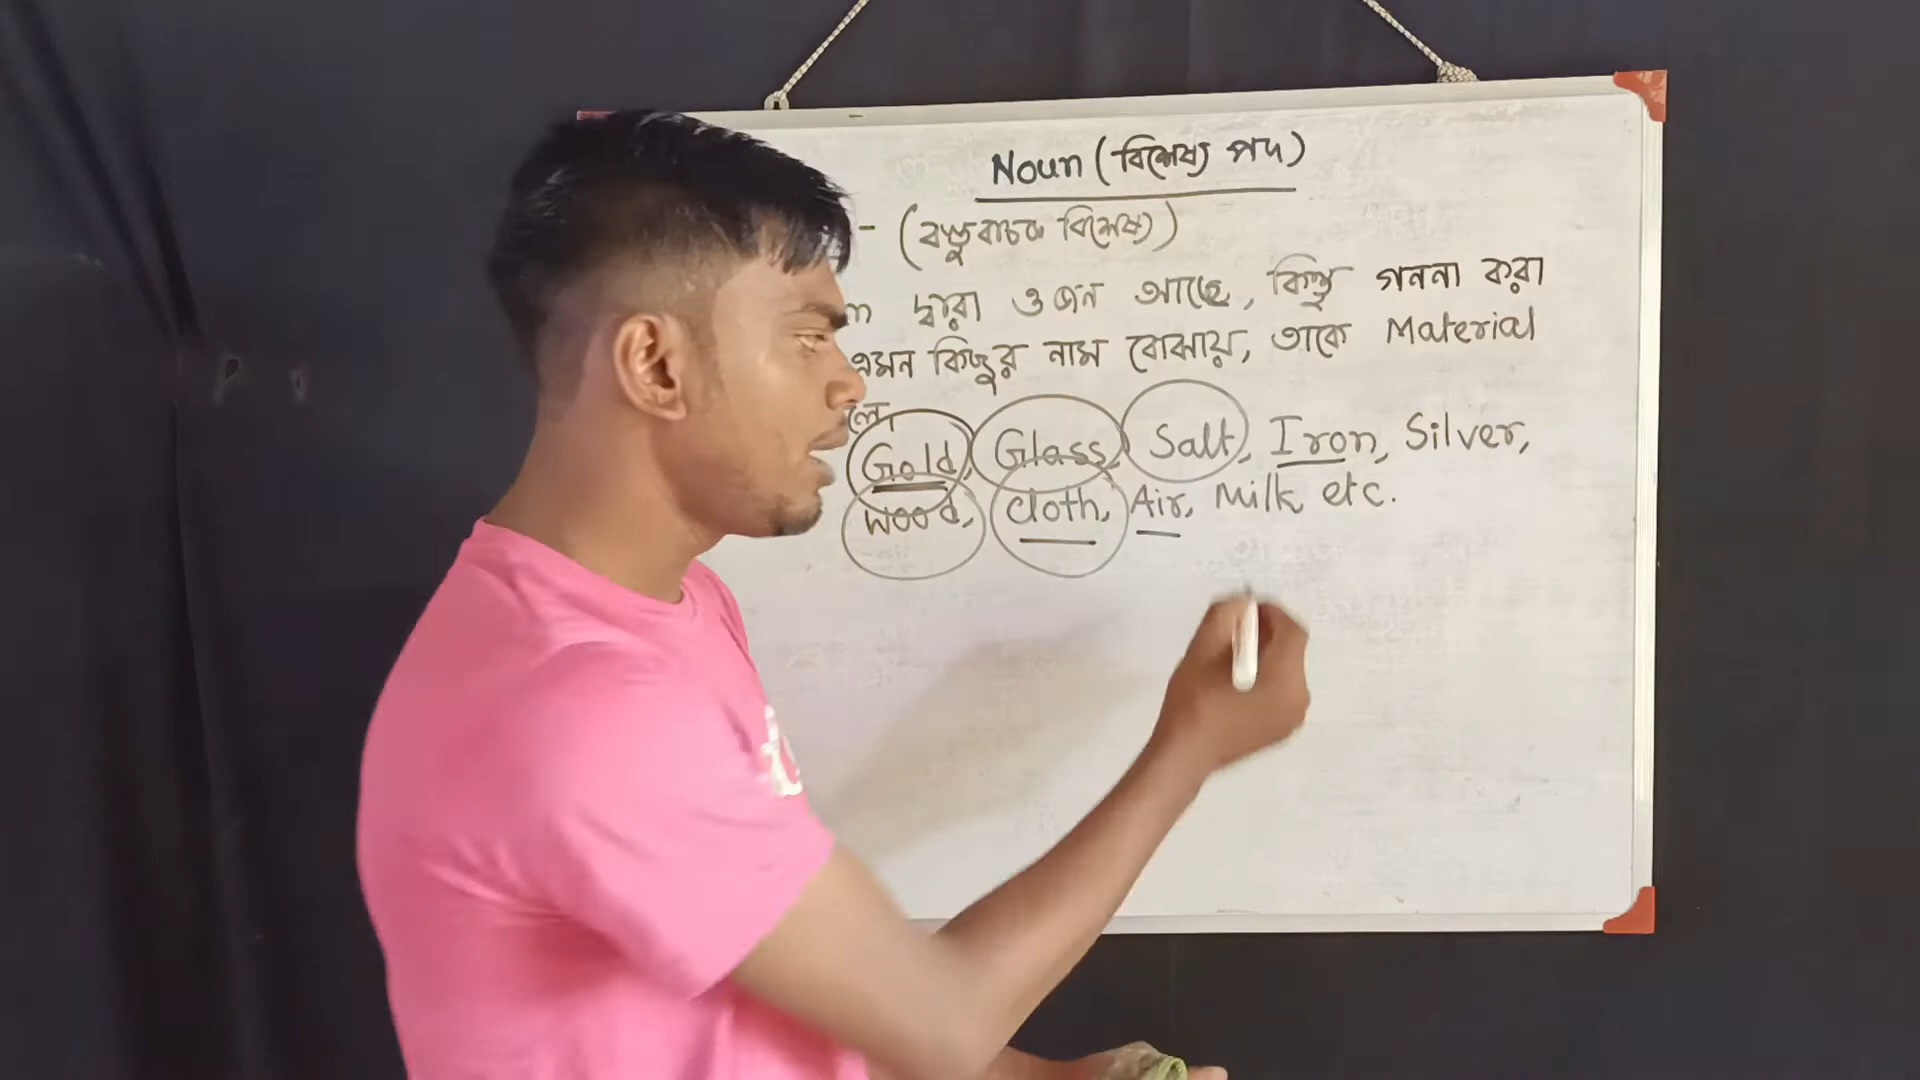 Noun (বিশেষ্য পদ)
- (বস্তুবাচক বিশেষ্য)
দ্বারা ওজন আছে, কিন্তু গননা করা
এমন কিছুর নাম বোঝায়, তাকে Material
লে
Gold, Glass, Salt, Iron, Silver,
Wood, Cloth, Air, Milk etc.